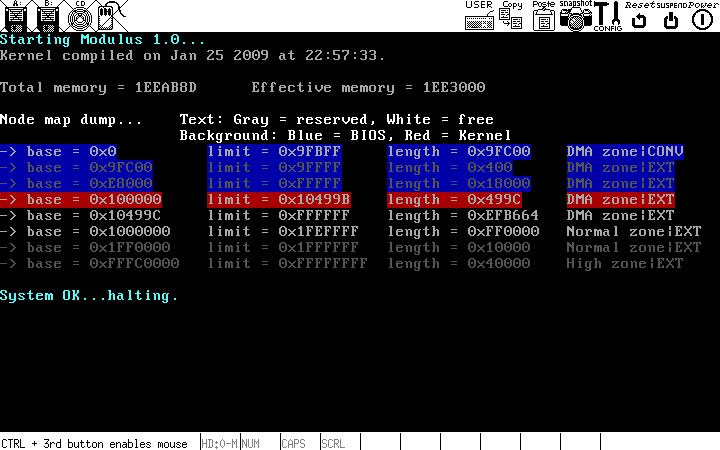 A: B: CD USER Copy Paste Snapshot CONFIG Reset SUSPEND Power
Starting Modulus 1.0...
Kernel compiled on Jan 25 2009 at 22:57:33.
Total memory = 1EEAB8D Effective memory = 1EE3000
Node map dump... Text: Gray = reserved, White = free
Background: Blue = BIOS, Red = Kernel
-> base = 0x0 limit = 0x9FBFF length = 0x9FC00 DMA zone|CONV
-> base = 0x9FC00 limit = 0x9FFFF length = 0x400 DMA zone|EXT
-> base = 0xE8000 limit = 0xFFFFF length = 0x18000 DMA zone|EXT
-> base = 0x100000 limit = 0x10499B length = 0x499C DMA zone|EXT
-> base = 0x10499C limit = 0xFFFFFF length = 0xEFB664 DMA zone|EXT
-> base = 0x1000000 limit = 0x1FEFFFF length = 0xFF0000 Normal zone|EXT
-> base = 0x1FF0000 limit = 0x1FFFFFF length = 0x10000 Normal zone|EXT
-> base = 0xFFFC0000 limit = 0xFFFFFFFF length = 0x40000 High zone|EXT
System OK...halting.
CTRL + 3rd button enables mouse HD:0-M NUM CAPS SCRL